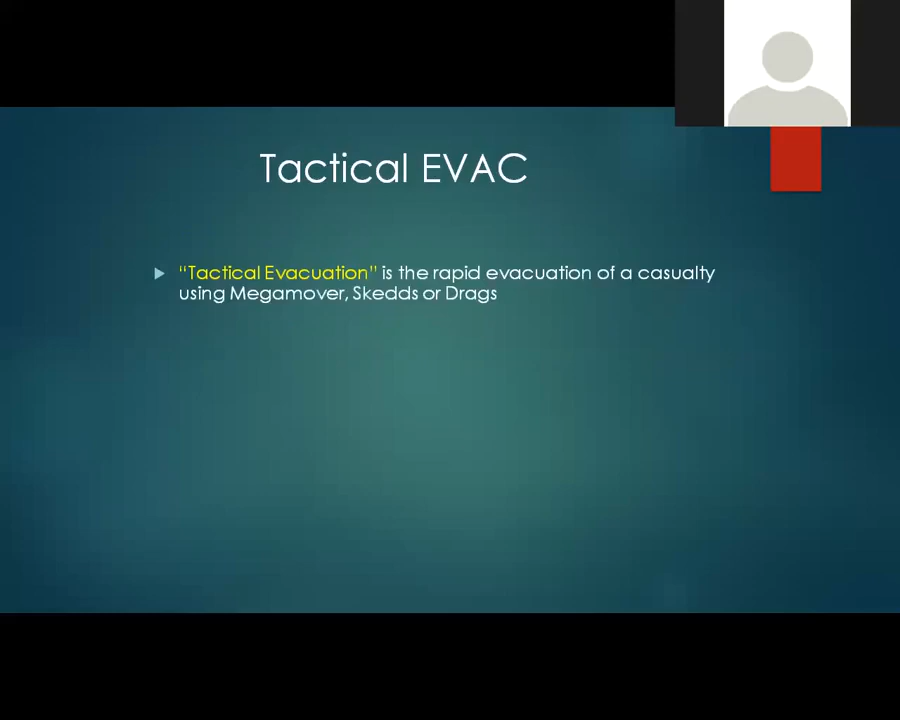 Tactical EVAC
“Tactical Evacuation” is the rapid evacuation of a casualty
using Megamover, Skedds or Drags